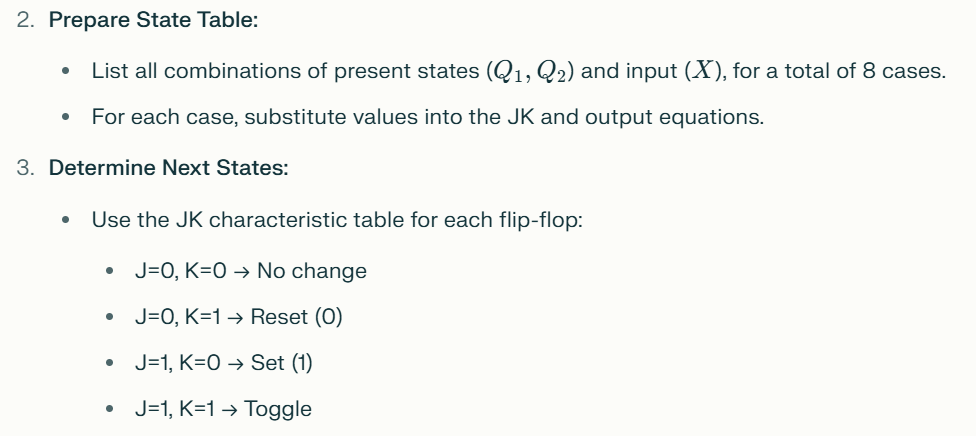 2. Prepare State Table:
• List all combinations of present states (Q₁, Q₂) and input (X), for a total of 8 cases.
• For each case, substitute values into the JK and output equations.
3. Determine Next States:
• Use the JK characteristic table for each flip-flop:
• J=0, K=0 → No change
• J=0, K=1 → Reset (0)
• J=1, K=0 → Set (1)
• J=1, K=1 → Toggle